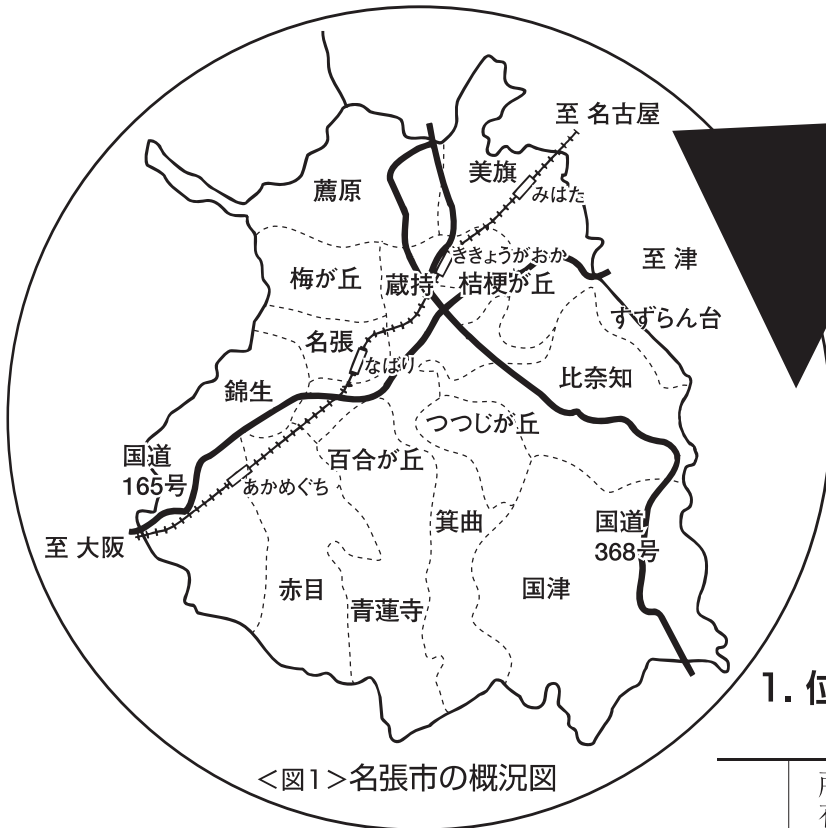 至 名古屋
美旗
みはた
薦原
ききょうがおか
至 津
梅が丘
蔵持
桔梗が丘
すずらん台
名張
なばり
比奈知
錦生
つつじが丘
国道
165号
百合が丘
あかめぐち
箕曲
国道
368号
至 大阪
赤目
青蓮寺
国津
1.
<図1>名張市の概況図